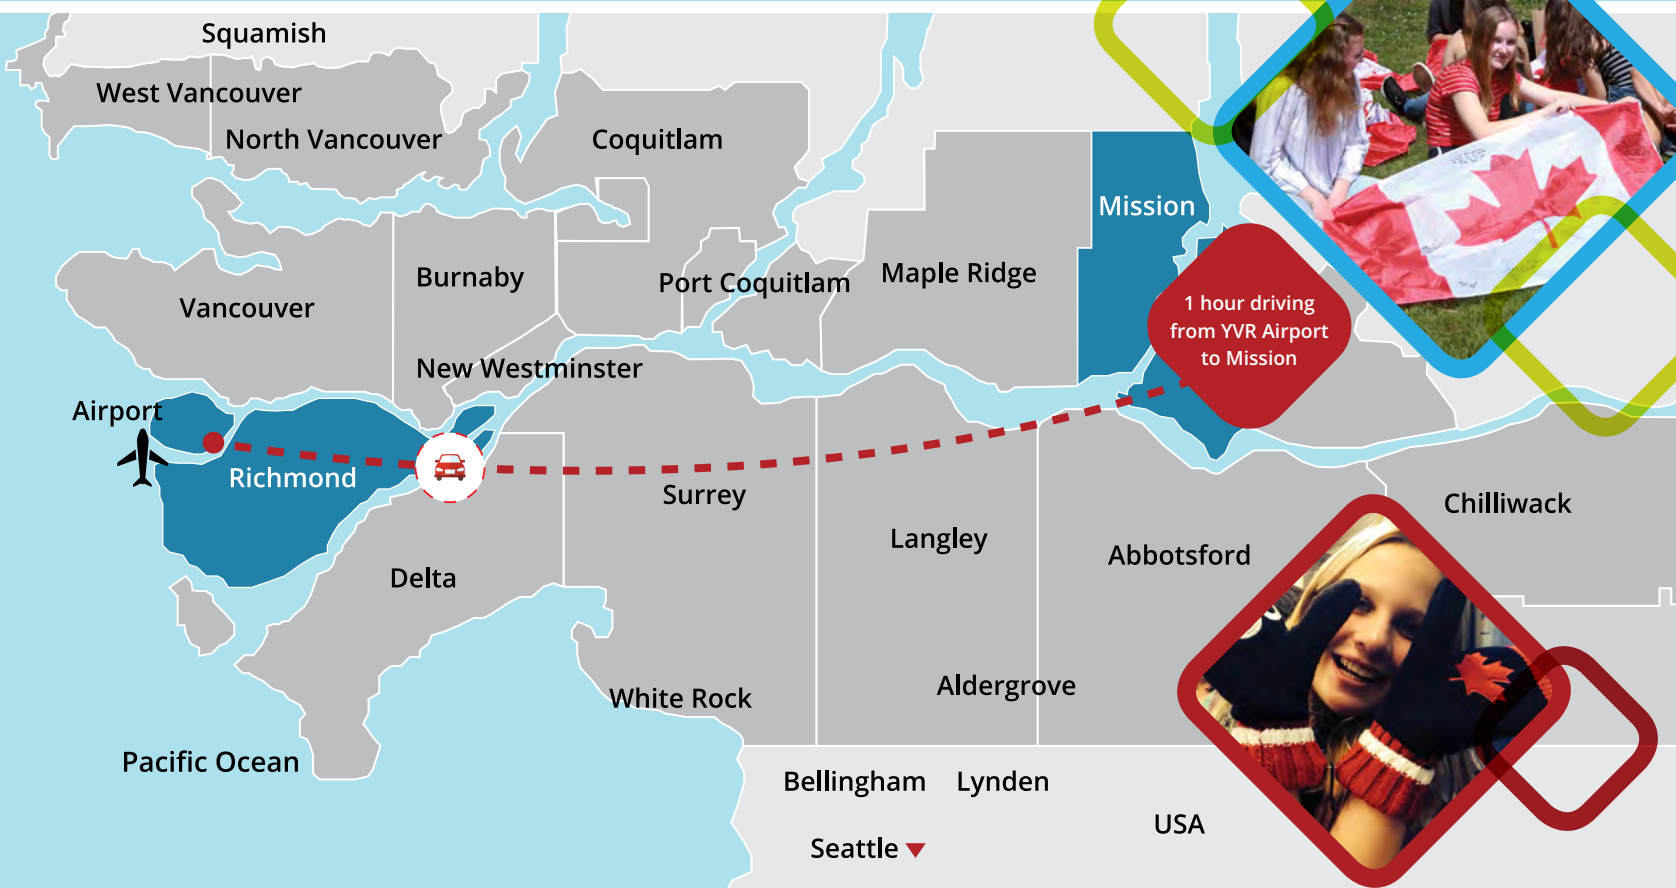 Squamish
West Vancouver
North Vancouver
Coquitlam
Mission
Burnaby
Port Coquitlam
Maple Ridge
Vancouver
1 hour driving
from YVR Airport
to Mission
New Westminster
Airport
Richmond
Surrey
Chilliwack
Langley
Abbotsford
Delta
Aldergrove
White Rock
Pacific Ocean
Bellingham
Lynden
USA
Seattle